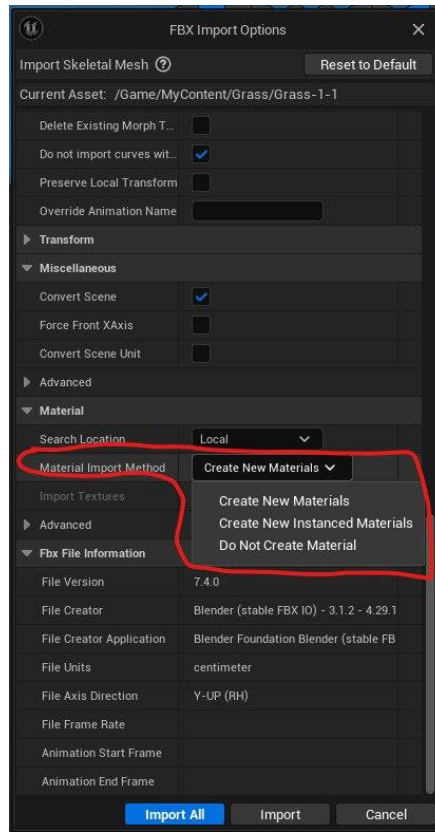 FBX Import Options
Import Skeletal Mesh
Reset to Default
Current Asset: /Game/MyContent/Grass/Grass-1-1
Delete Existing Morph T...
Do not import curves wit...
Preserve Local Transform
Override Animation Name
Transform
Miscellaneous
Convert Scene
Force Front XAxis
Convert Scene Unit
Advanced
Material
Search Location Local
Material Import Method Create New Materials
Create New Materials
Import Textures
Create New Instanced Materials
Advanced
Do Not Create Material
Fbx File Information
File Version 7.4.0
File Creator Blender (stable FBX IO) - 3.1.2 - 4.29.1
File Creator Application Blender Foundation Blender (stable FB
File Units centimeter
File Axis Direction Y-UP (RH)
File Frame Rate
Animation Start Frame
Animation End Frame
Import All Import Cancel